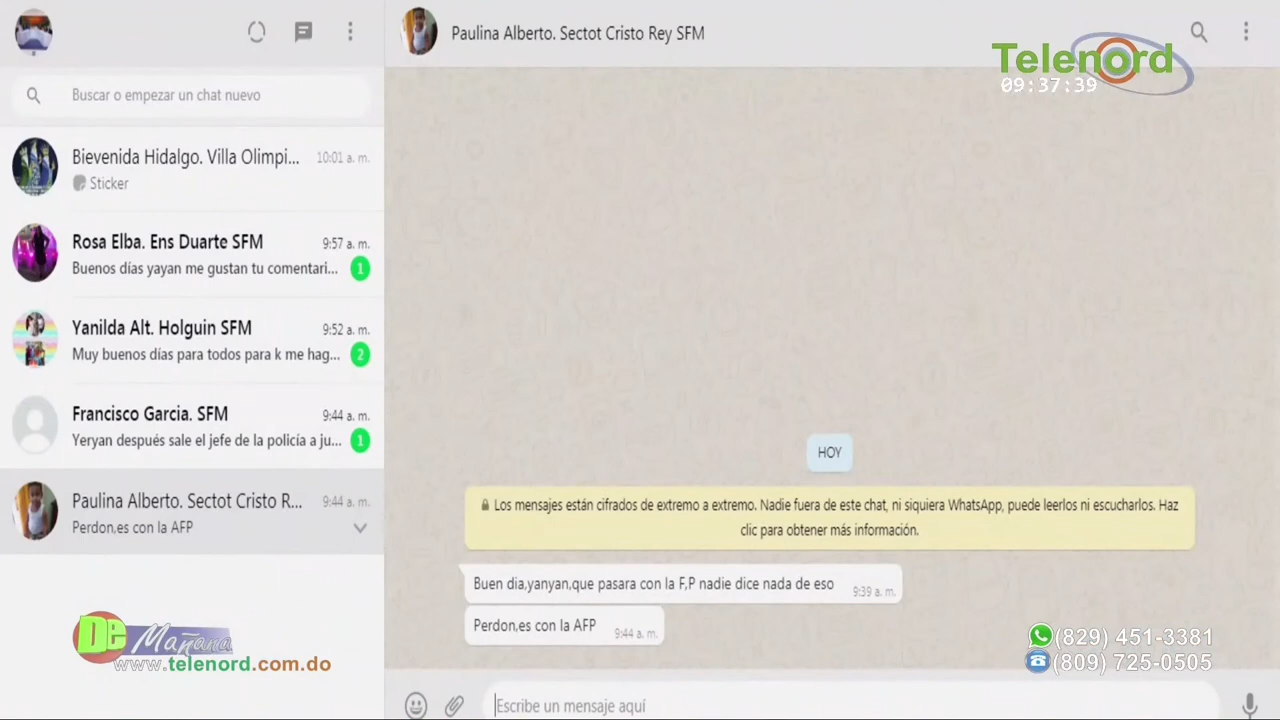 Paulina Alberto. Sectot Cristo Rey SFM
Telenord
09:37:39
Buscar o empezar un chat nuevo
Bievenida Hidalgo. Villa Olimpi...
10:01 a. m.
Sticker
Rosa Elba. Ens Duarte SFM
9:57 a. m.
Buenos días yayan me gustan tu comentari...
1
Yanilda Alt. Holguin SFM
9:52 a. m.
Muy buenos días para todos para k me hag...
2
Francisco Garcia. SFM
9:44 a. m.
Yeryan después sale el jefe de la policía a ju...
1
Paulina Alberto. Sectot Cristo R...
9:44 a. m.
Perdon,es con la AFP
HOY
Los mensajes están cifrados de extremo a extremo. Nadie fuera de este chat, ni siquiera WhatsApp, puede leerlos ni escucharlos. Haz
clic para obtener más información.
Buen dia,yanyan,que pasara con la F,P nadie dice nada de eso
9:39 a. m.
Perdon,es con la AFP
9:44 a. m.
De Mañana
www.telenord.com.do
(829) 451-3381
(809) 725-0505
Escribe un mensaje aquí